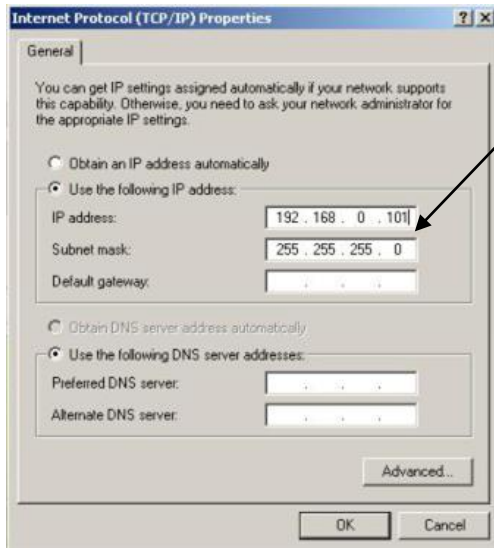 Internet Protocol (TCP/IP) Properties
General
You can get IP settings assigned automatically if your network supports
this capability. Otherwise, you need to ask your network administrator for
the appropriate IP settings.
Obtain an IP address automatically
Use the following IP address:
IP address: 192 . 168 . 0 . 101
Subnet mask: 255 . 255 . 255 . 0
Default gateway: . . .
Obtain DNS server address automatically
Use the following DNS server addresses:
Preferred DNS server: . . .
Alternate DNS server: . . .
Advanced...
OK Cancel